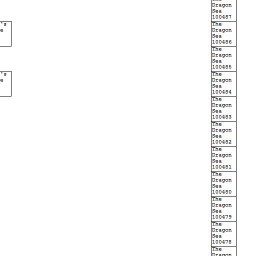 Dragon
Sea
100487
The
Dragon
Sea
100486
The
Dragon
Sea
100485
The
Dragon
Sea
100484
The
Dragon
Sea
100483
The
Dragon
Sea
100482
The
Dragon
Sea
100481
The
Dragon
Sea
100480
The
Dragon
Sea
100479
The
Dragon
Sea
100478
The
Dragon
's
e
's
e